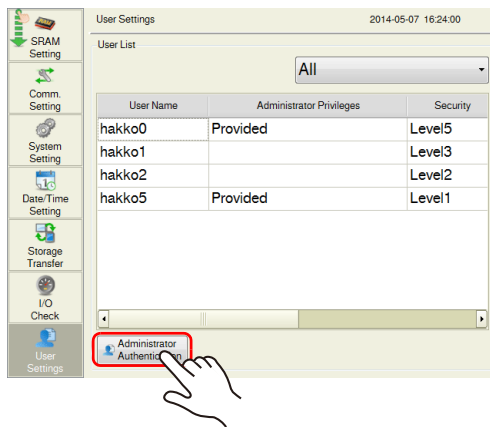 User Settings 2014-05-07 16:24:00
User List
All
User Name Administrator Privileges Security
hakko0 Provided Level5
hakko1 Level3
hakko2 Level2
hakko5 Provided Level1
SRAM
Setting
Comm.
Setting
System
Setting
Date/Time
Setting
Storage
Transfer
I/O
Check
User
Settings
Administrator